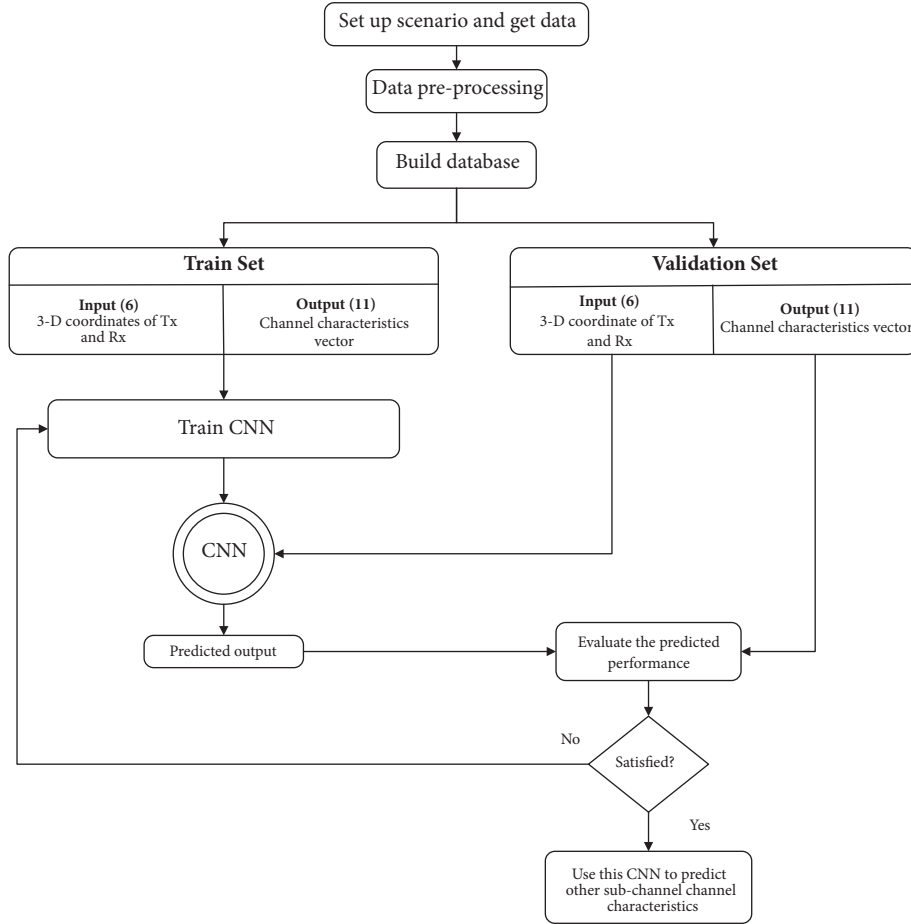 Set up scenario and get data
Data pre-processing
Build database
Train Set
Input (6)
3-D coordinates of Tx
and Rx
Output (11)
Channel characteristics
vector
Validation Set
Input (6)
3-D coordinate of Tx
and Rx
Output (11)
Channel characteristics vector
Train CNN
CNN
Predicted output
Evaluate the predicted
performance
No
Satisfied?
Yes
Use this CNN to predict
other sub-channel channel
characteristics